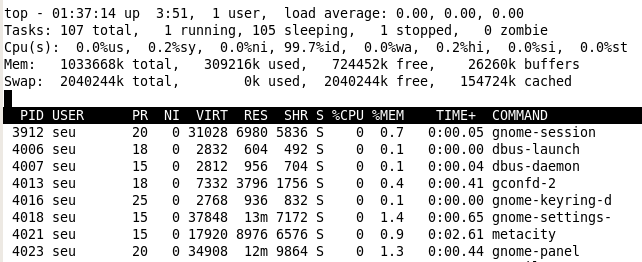 top - 01:37:14 up  3:51,  1 user,  load average: 0.00, 0.00, 0.00
Tasks: 107 total,   1 running, 105 sleeping,   1 stopped,   0 zombie
Cpu(s):  0.0%us,  0.2%sy,  0.0%ni, 99.7%id,  0.0%wa,  0.2%hi,  0.0%si,  0.0%st
Mem:   1033668k total,   309216k used,   724452k free,    26260k buffers
Swap:  2040244k total,        0k used,  2040244k free,   154724k cached
  PID USER      PR  NI  VIRT  RES  SHR S %CPU %MEM    TIME+  COMMAND
 3912 seu       20   0 31028 6980 5836 S    0  0.7   0:00.05 gnome-session
 4006 seu       18   0  2832  604  492 S    0  0.1   0:00.00 dbus-launch
 4007 seu       15   0  2812  956  704 S    0  0.1   0:00.04 dbus-daemon
 4013 seu       18   0  7332 3796 1756 S    0  0.4   0:00.41 gconfd-2
 4016 seu       25   0  2768  936  832 S    0  0.1   0:00.00 gnome-keyring-d
 4018 seu       15   0 37848  13m 7172 S    0  1.4   0:00.65 gnome-settings-
 4021 seu       15   0 17920 8976 6576 S    0  0.9   0:02.61 metacity
 4023 seu       20   0 34908  12m 9864 S    0  1.3   0:00.44 gnome-panel